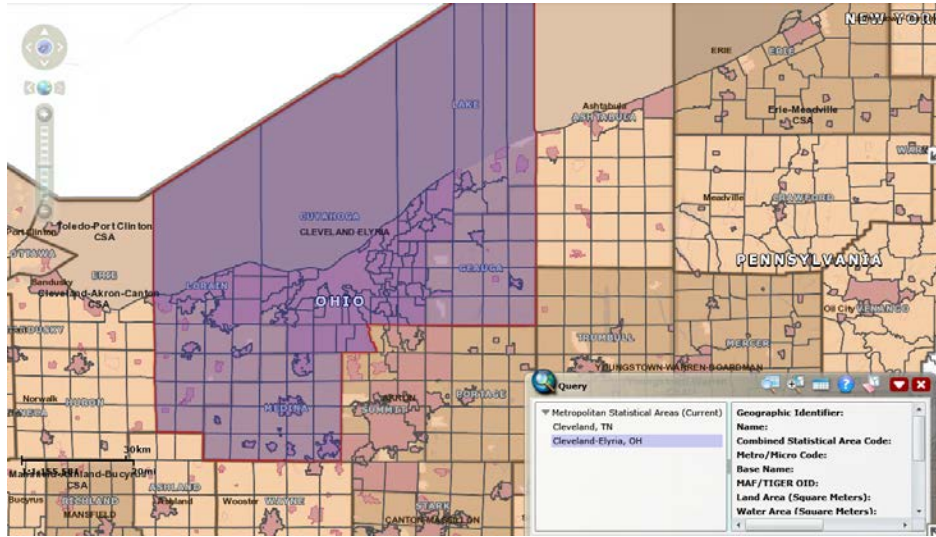 NEW YORK
ERIE
ERIE
Erie-Meadville
CSA
LAKE
Ashtabula
ASHTABULA
Meadville
CRAWFORD
PENNSYLVANIA
CUYAHOGA
CLEVELAND-ELYRIA
Toledo-Port Clinton
CSA
Port Clinton
OTTAWA
ERIE
Sandusky
Cleveland-Akron-Canton
CSA
LORAIN
GEAUGA
OHIO
Oil City
VENANGO
TRUMBULL
MERCER
YOUNGSTOWN-WARREN-BOARDMAN
Norwalk
HURON
MEDINA
AKRON
SUMMIT
PORTAGE
30km
20mi
CSA
Bucyrus
RICHLAND
MANSFIELD
ASHLAND
Ashland
Wooster
WAYNE
STARK
CANTON-MASSILLON
Query
Metropolitan Statistical Areas (Current)
Cleveland, TN
Cleveland-Elyria, OH
Geographic Identifier:
Name:
Combined Statistical Area Code:
Metro/Micro Code:
Base Name:
MAF/TIGER OID:
Land Area (Square Meters):
Water Area (Square Meters):